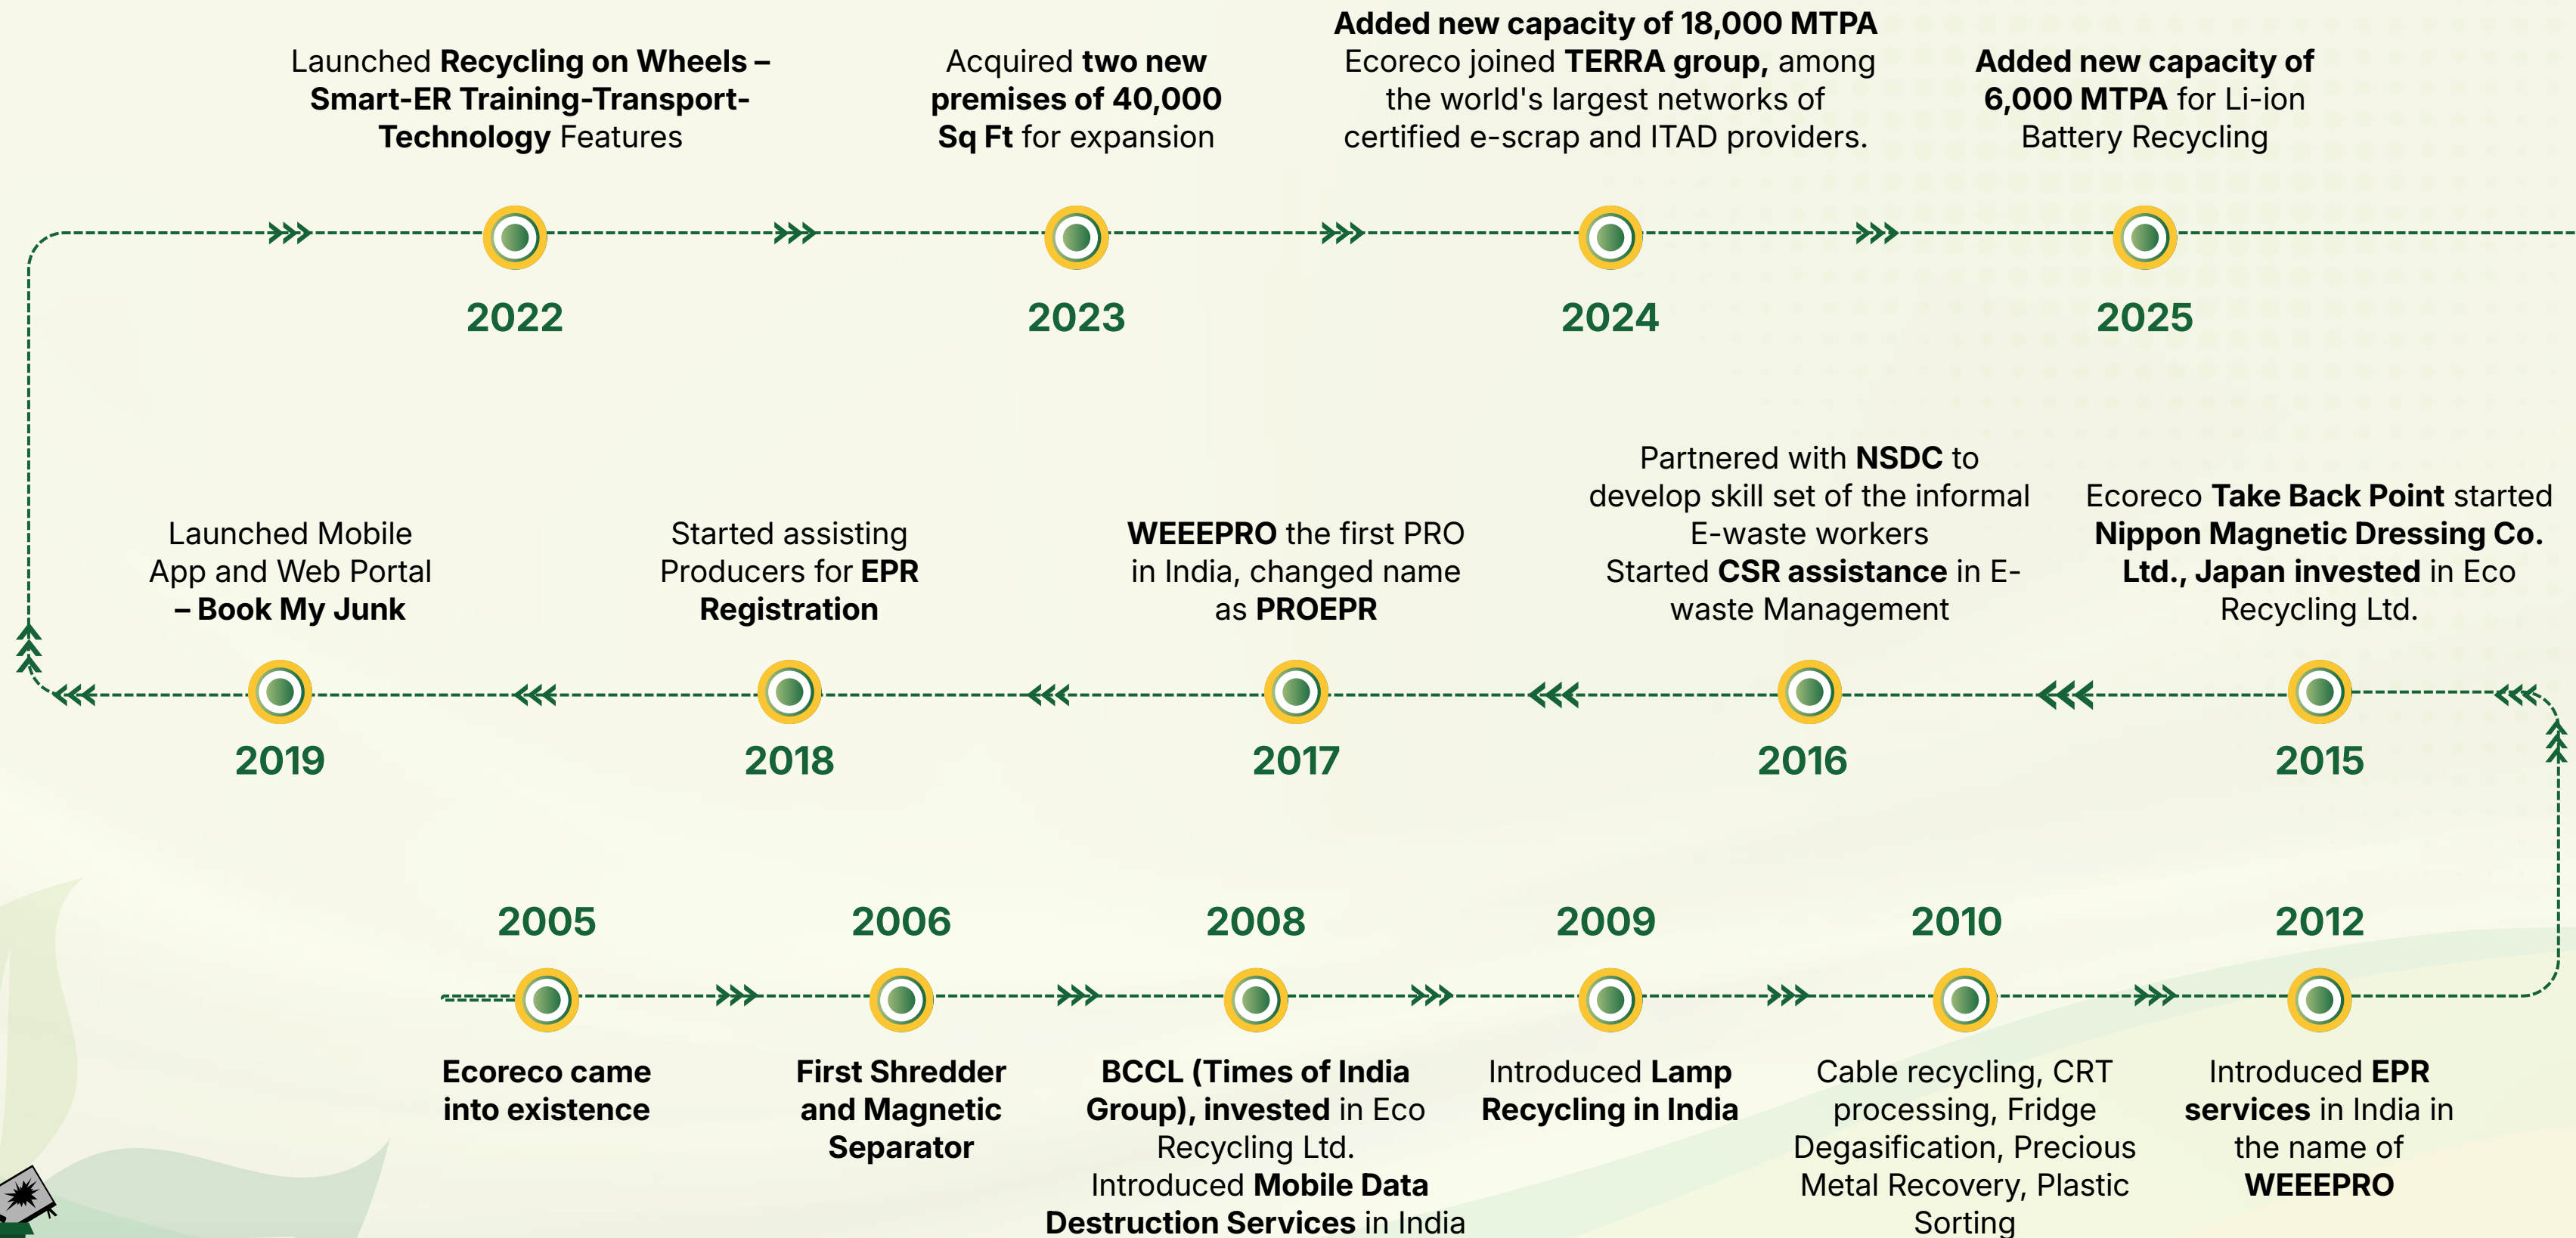 Launched Recycling on Wheels –
Smart-ER Training-Transport-
Technology Features
2022
Acquired two new
premises of 40,000
Sq Ft for expansion
2023
Added new capacity of 18,000 MTPA
Ecoreco joined TERRA group, among
the world's largest networks of
certified e-scrap and ITAD providers.
2024
Added new capacity of
6,000 MTPA for Li-ion
Battery Recycling
2025
Launched Mobile
App and Web Portal
– Book My Junk
2019
Started assisting
Producers for EPR
Registration
2018
WEEEPRO the first PRO
in India, changed name
as PROEPR
2017
Partnered with NSDC to
develop skill set of the informal
E-waste workers
Started CSR assistance in E-
waste Management
2016
Ecoreco Take Back Point started
Nippon Magnetic Dressing Co.
Ltd., Japan invested in Eco
Recycling Ltd.
2015
2005
Ecoreco came
into existence
2006
First Shredder
and Magnetic
Separator
2008
BCCL (Times of India
Group), invested in Eco
Recycling Ltd.
Introduced Mobile Data
Destruction Services in India
2009
Introduced Lamp
Recycling in India
2010
Cable recycling, CRT
processing, Fridge
Degasification, Precious
Metal Recovery, Plastic
Sorting
2012
Introduced EPR
services in India in
the name of
WEEEPRO